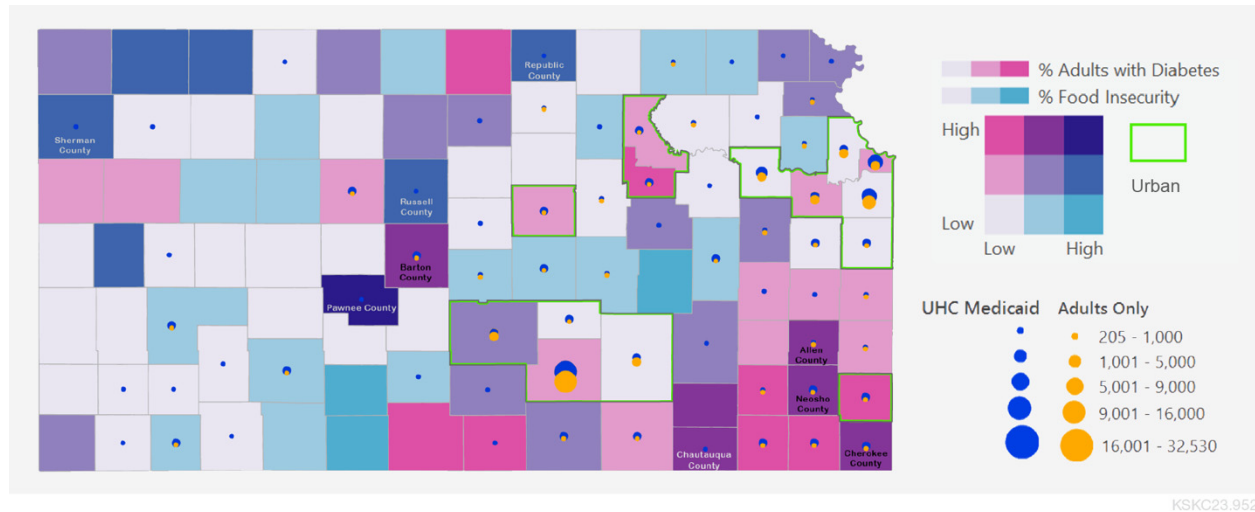 Republic
County
Sherman
County
Russell
County
Barton
County
Pawnee County
Allen
County
Neosho
County
Chautauqua
County
Cherokee
County
% Adults with Diabetes
% Food Insecurity
High
Low
Low High
Urban
UHC Medicaid Adults Only
205 - 1,000
1,001 - 5,000
5,001 - 9,000
9,001 - 16,000
16,001 - 32,530
KSKC23.952